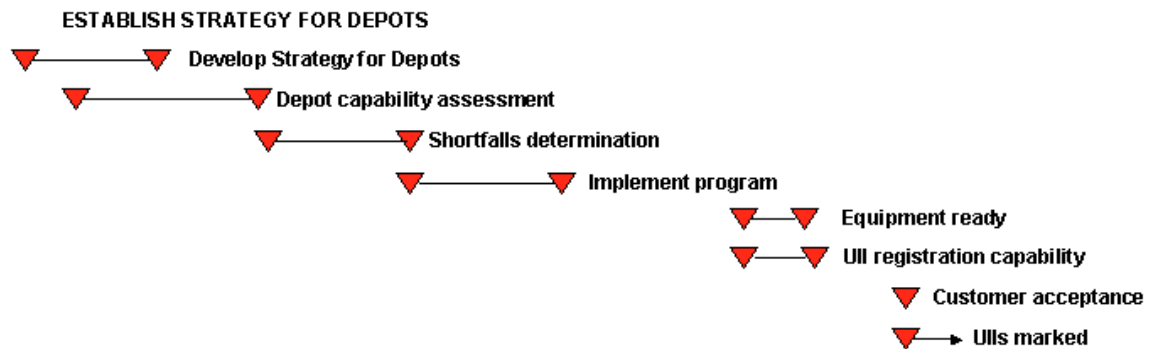 ESTABLISH STRATEGY FOR DEPOTS
Develop Strategy for Depots
Depot capability assessment
Shortfalls determination
Implement program
Equipment ready
UII registration capability
Customer acceptance
UIIs marked